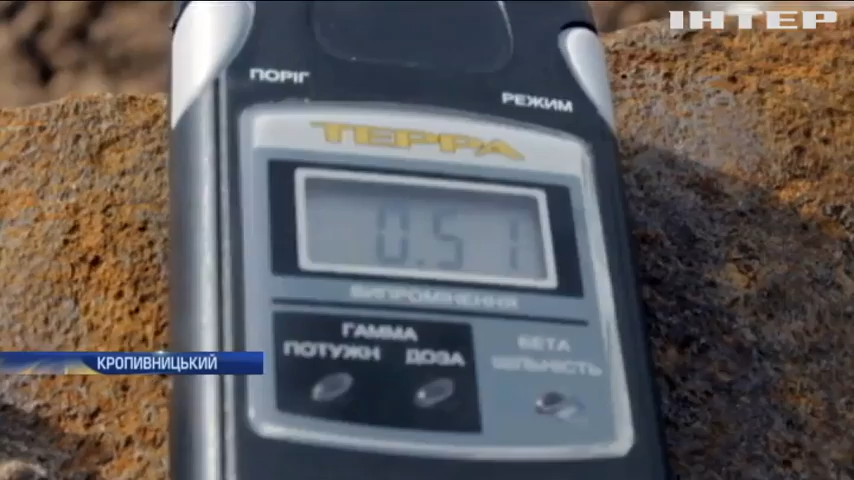 ІНТЕР
ПОРІГ
РЕЖИМ
ТЕРРА
0.51
ВИПРОМІНЕННЯ
ГАММА
ПОТУЖН ДОЗА
БЕТА
ЩІЛЬНІСТЬ
КРОПИВНИЦЬКИЙ